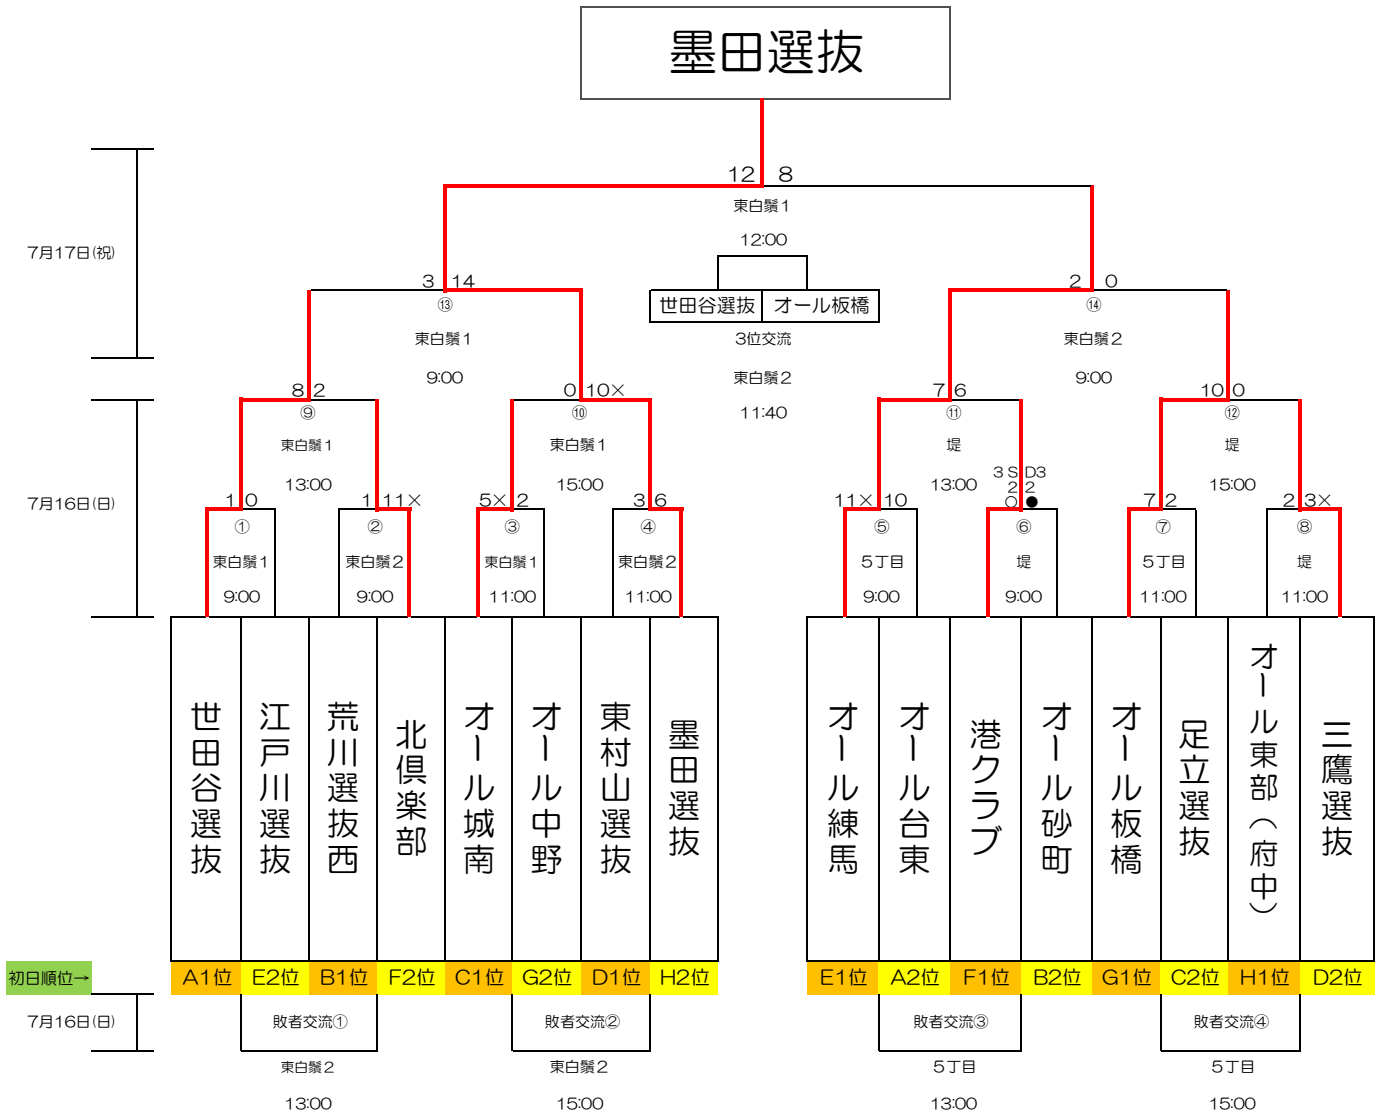 墨田選抜
12 8
東白鬚1
12:00
7月17日(祝)
3 14
⑬
東白鬚1
9:00
世田谷選抜 オール板橋
3位交流
東白鬚2
11:40
2 0
⑭
東白鬚2
9:00
8 2
⑨
東白鬚1
13:00
0 10×
⑩
東白鬚1
15:00
7 6
⑪
堤
13:00
10 0
⑫
堤
15:00
7月16日(日)
1 0
①
東白鬚1
9:00
1 11×
②
東白鬚2
9:00
5× 2
③
東白鬚1
11:00
3 6
④
東白鬚2
11:00
11× 10
⑤
5丁目
9:00
3 S D3
2 2
○ ●
⑥
堤
9:00
7 2
⑦
5丁目
11:00
2 3×
⑧
堤
11:00
世田谷選抜
江戸川選抜
荒川選抜西
北倶楽部
オール城南
オール中野
東村山選抜
墨田選抜
オール練馬
オール台東
港クラブ
オール砂町
オール板橋
足立選抜
オール東部(府中)
三鷹選抜
初日順位→ A1位 E2位 B1位 F2位 C1位 G2位 D1位 H2位 E1位 A2位 F1位 B2位 G1位 C2位 H1位 D2位
7月16日(日) 敗者交流① 敗者交流② 敗者交流③ 敗者交流④
東白鬚2 東白鬚2 5丁目 5丁目
13:00 15:00 13:00 15:00